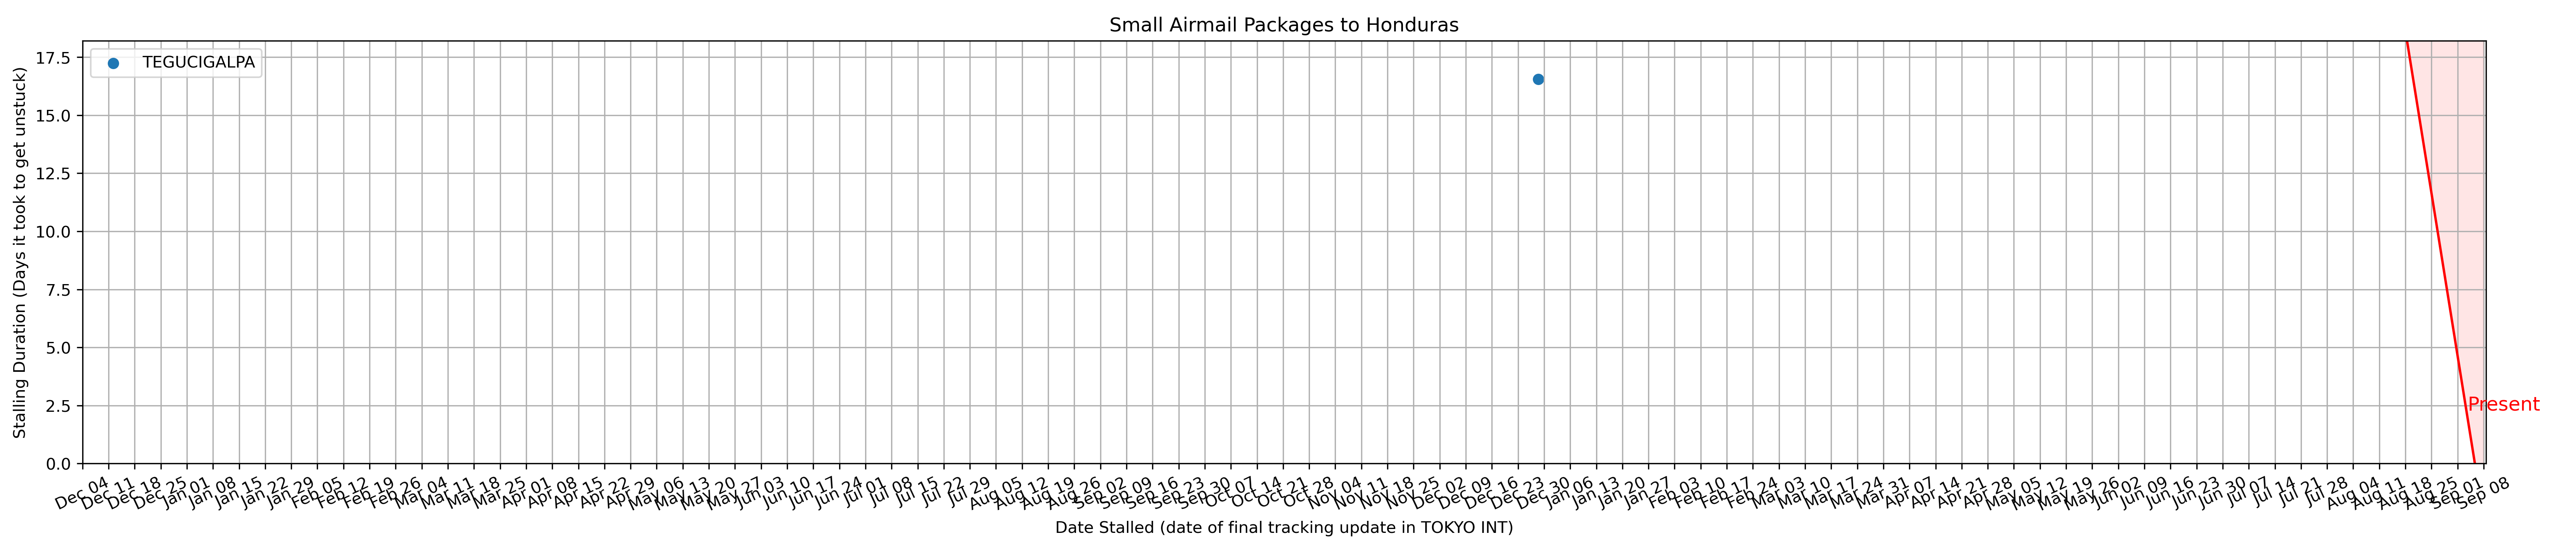 Small Airmail Packages to Honduras
TEGUCIGALPA
Stalling Duration (Days it took to get unstuck)
17.5
15.0
12.5
10.0
7.5
5.0
2.5
0.0
Present
Dec 04
Dec 11
Dec 18
Dec 25
Jan 01
Jan 08
Jan 15
Jan 22
Jan 29
Feb 05
Feb 12
Feb 19
Feb 26
Mar 04
Mar 11
Mar 18
Mar 25
Apr 01
Apr 08
Apr 15
Apr 22
Apr 29
May 06
May 13
May 20
May 27
Jun 03
Jun 10
Jun 17
Jun 24
Jul 01
Jul 08
Jul 15
Jul 22
Jul 29
Aug 05
Aug 12
Aug 19
Aug 26
Sep 02
Sep 09
Sep 16
Sep 23
Sep 30
Oct 07
Oct 14
Oct 21
Oct 28
Nov 04
Nov 11
Nov 18
Nov 25
Dec 02
Dec 09
Dec 16
Dec 23
Dec 30
Jan 06
Jan 13
Jan 20
Jan 27
Feb 03
Feb 10
Feb 17
Feb 24
Mar 03
Mar 10
Mar 17
Mar 24
Mar 31
Apr 07
Apr 14
Apr 21
Apr 28
May 05
May 12
May 19
May 26
Jun 02
Jun 09
Jun 16
Jun 23
Jun 30
Jul 07
Jul 14
Jul 21
Jul 28
Aug 04
Aug 11
Aug 18
Aug 25
Sep 01
Sep 08
Date Stalled (date of final tracking update in TOKYO INT)